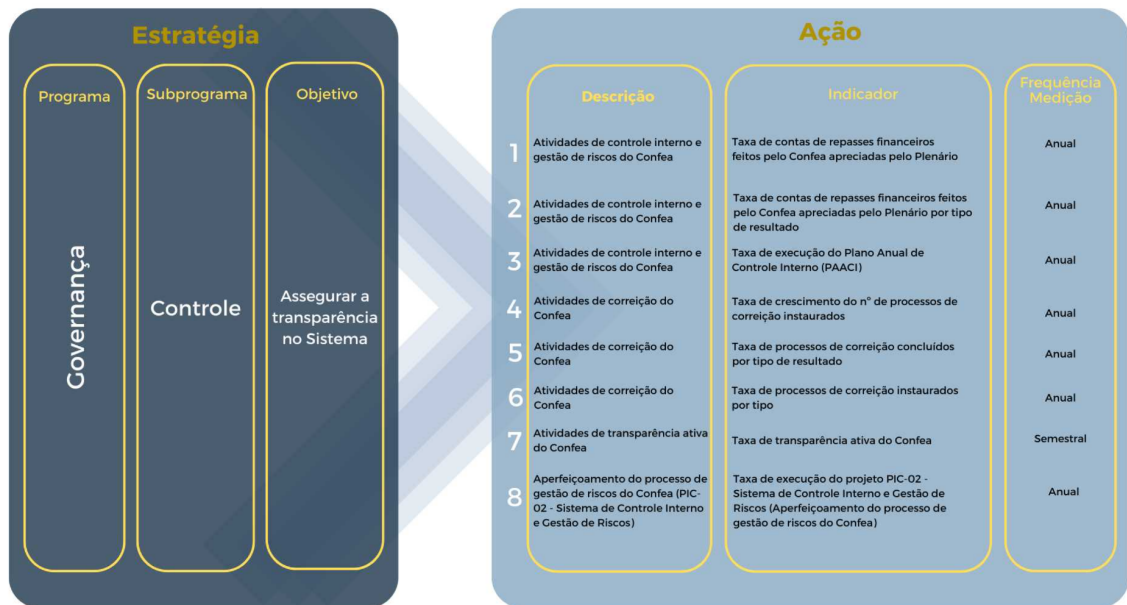 Estratégia
Programa
Subprograma
Objetivo
Governança
Controle
Assegurar a
transparência
no Sistema
Ação
Descrição
Indicador
Frequência
Medição
1
Atividades de controle interno e
gestão de riscos do Confea
Taxa de contas de repasses financeiros
feitos pelo Confea apreciadas pelo Plenário
Anual
2
Atividades de controle interno e
gestão de riscos do Confea
Taxa de contas de repasses financeiros feitos
pelo Confea apreciadas pelo Plenário por tipo
de resultado
Anual
3
Atividades de controle interno e
gestão de riscos do Confea
Taxa de execução do Plano Anual de
Controle Interno (PAACI)
Anual
4
Atividades de correição do
Confea
Taxa de crescimento do nº de processos de
correição instaurados
Anual
5
Atividades de correição do
Confea
Taxa de processos de correição concluídos
por tipo de resultado
Anual
6
Atividades de correição do
Confea
Taxa de processos de correição instaurados
por tipo
Anual
7
Atividades de transparência ativa
do Confea
Taxa de transparência ativa do Confea
Semestral
8
Aperfeiçoamento do processo de
gestão de riscos do Confea (PIC-
02 - Sistema de Controle Interno
e Gestão de Riscos)
Taxa de execução do projeto PIC-02 -
Sistema de Controle Interno e Gestão de
Riscos (Aperfeiçoamento do processo de
gestão de riscos do Confea)
Anual